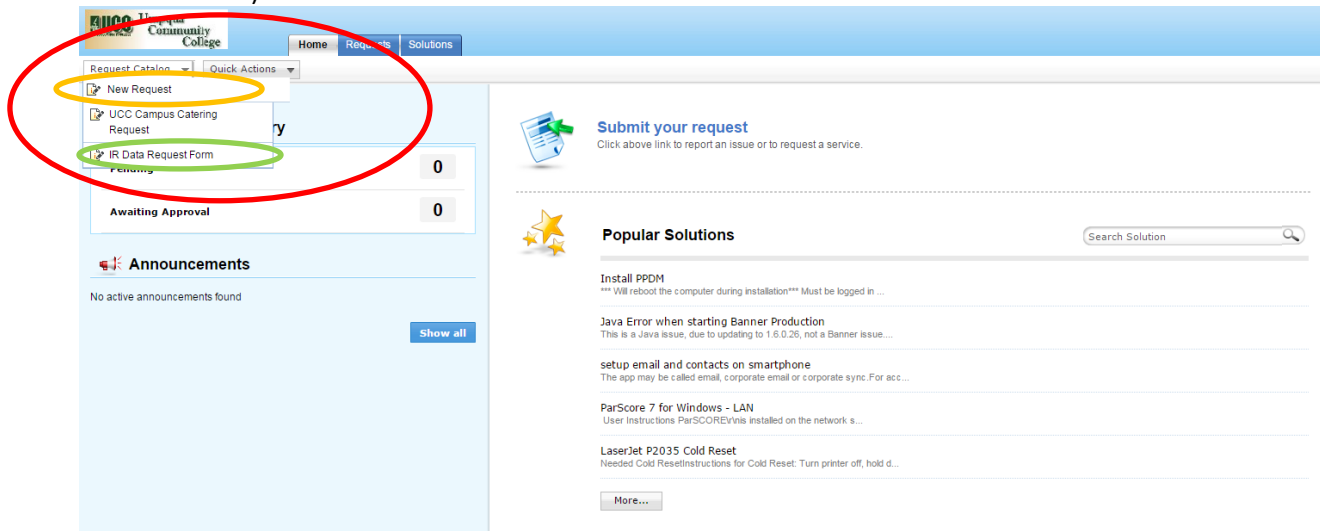 UCC
Community
College
Home Requests Solutions
Request Catalog Quick Actions
New Request
UCC Campus Catering
Request
ry
IR Data Request Form
Pending 0
Awaiting Approval 0
Announcements
No active announcements found
Show all
Submit your request
Click above link to report an issue or to request a service.
Popular Solutions
Search Solution
Install PPDM
*** Will reboot the computer during installation*** Must be logged in ...
Java Error when starting Banner Production
This is a Java issue, due to updating to 1.6.0.26, not a Banner issue....
setup email and contacts on smartphone
The app may be called email, corporate email or corporate sync.For acc...
ParScore 7 for Windows - LAN
User Instructions ParSCORE\r\nis installed on the network s...
LaserJet P2035 Cold Reset
Needed Cold ResetInstructions for Cold Reset: Turn printer off, hold d...
More...